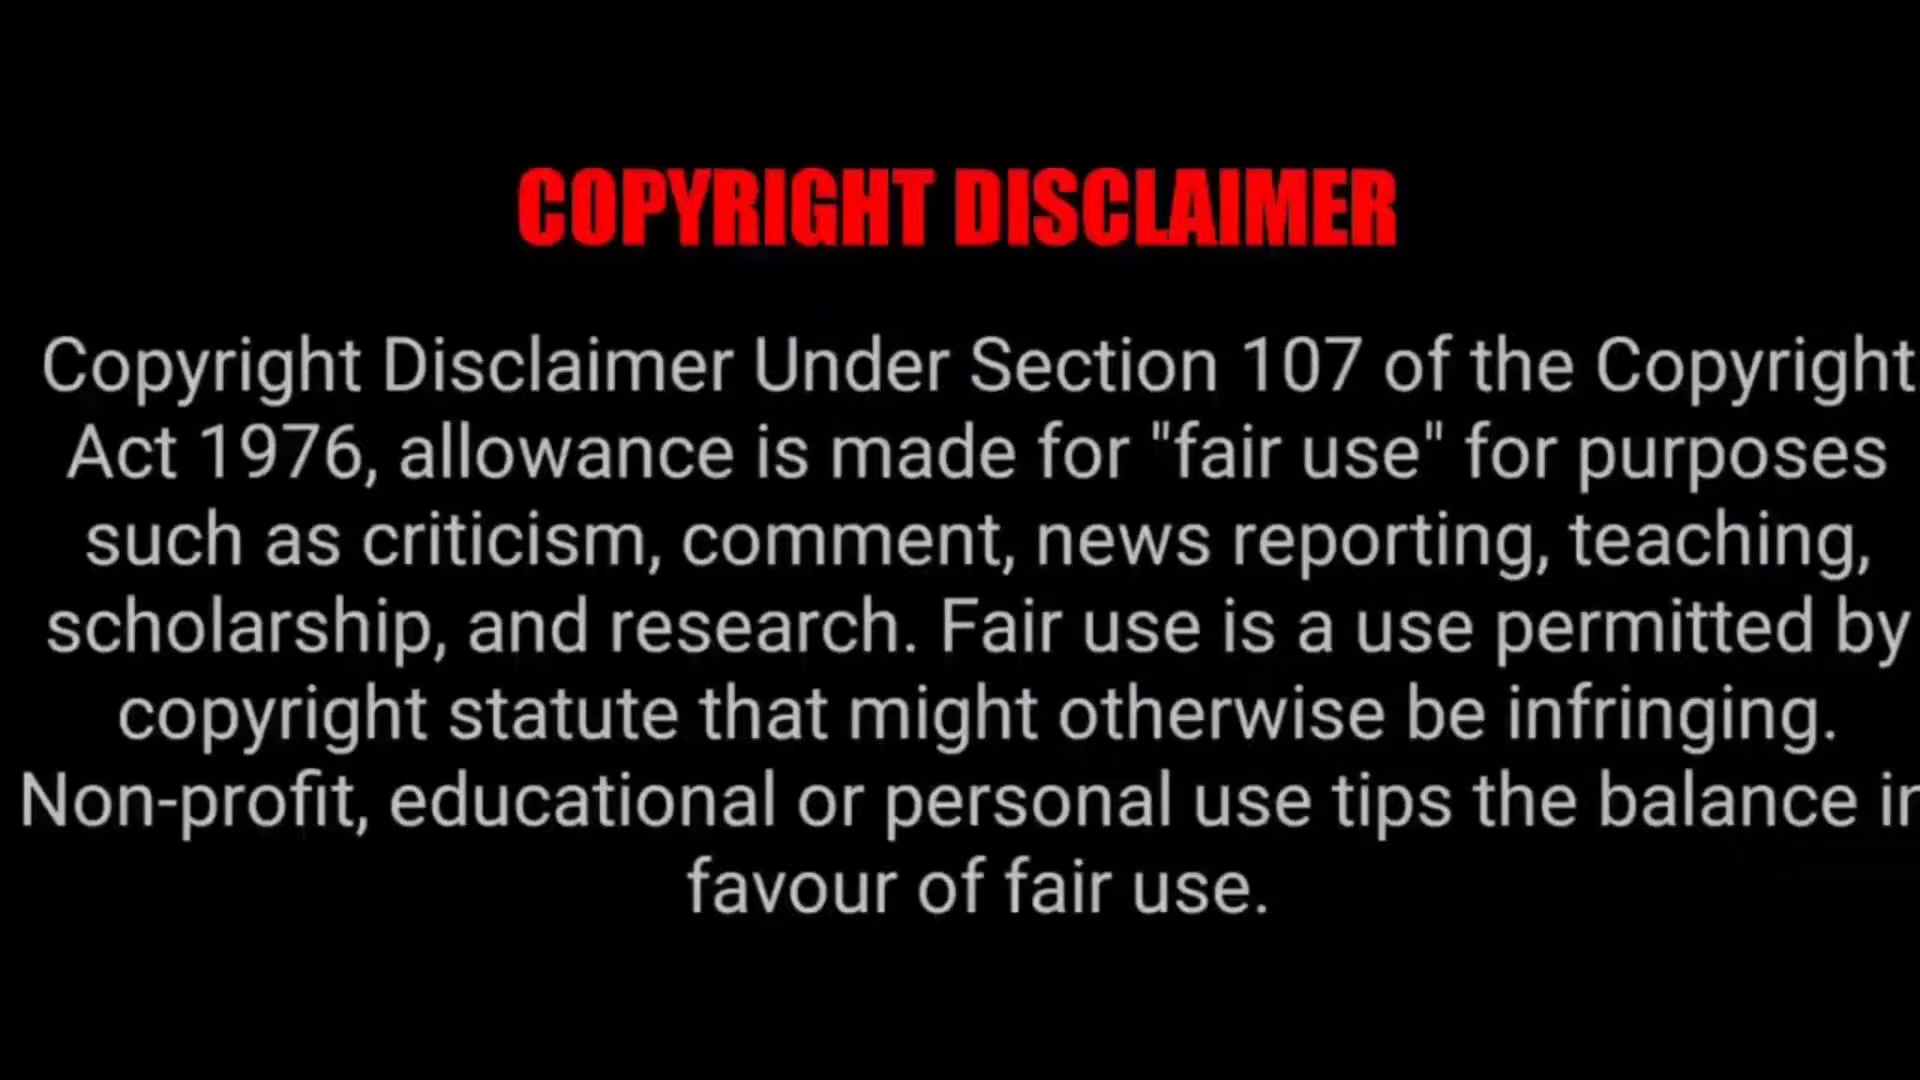 COPYRIGHT DISCLAIMER
Copyright Disclaimer Under Section 107 of the Copyright
Act 1976, allowance is made for "fair use" for purposes
such as criticism, comment, news reporting, teaching,
scholarship, and research. Fair use is a use permitted by
copyright statute that might otherwise be infringing.
Non-profit, educational or personal use tips the balance in
favour of fair use.